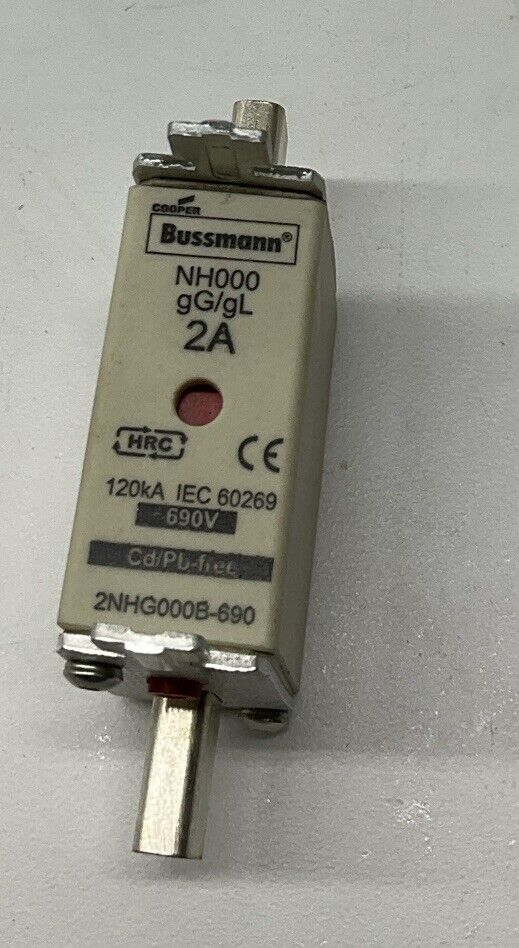 COOPER
Bussmann®
NH000
gG/gL
2A
HRC CE
120kA IEC 60269
~690V
Cd/Pb-free
2NHG000B-690